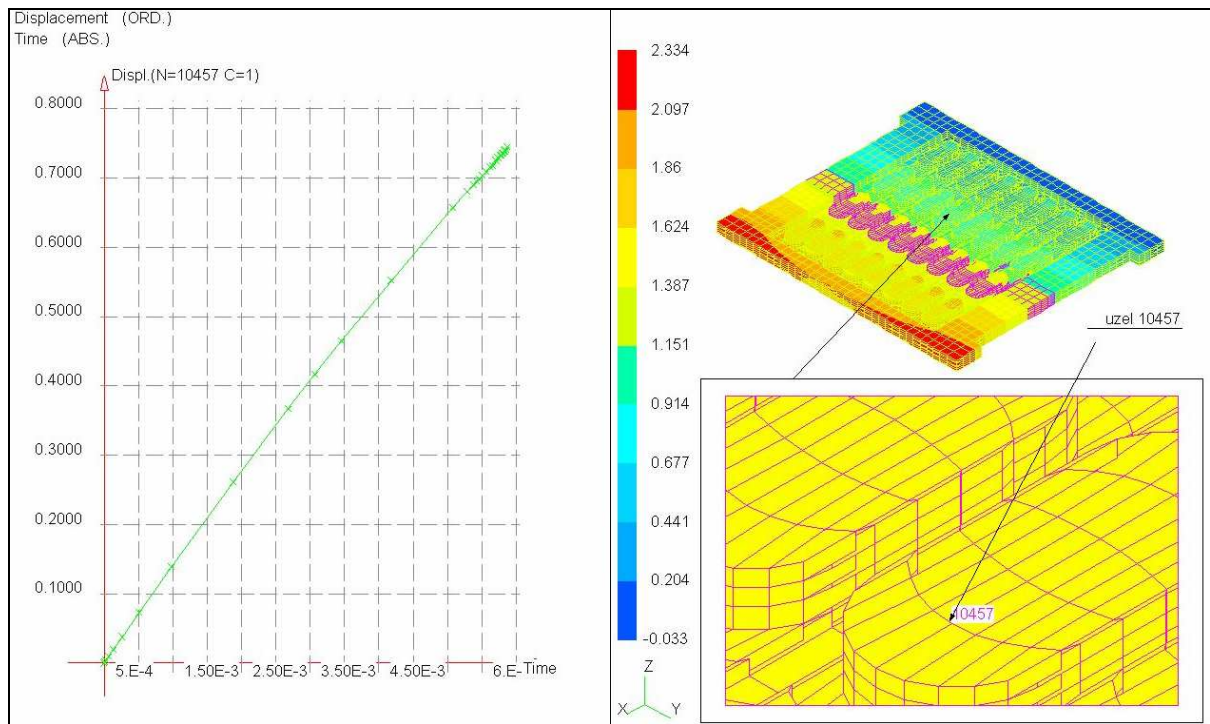 Displacement (ORD.)
Time (ABS.)
Displ.(N=10457 C=1)
0.8000
0.7000
0.6000
0.5000
0.4000
0.3000
0.2000
0.1000
5.E-4
1.50E-3
2.50E-3
3.50E-3
4.50E-3
6.E-
Time
2.334
2.097
1.86
1.624
1.387
1.151
0.914
0.677
0.441
0.204
-0.033
Z
X
Y
uzel 10457
10457